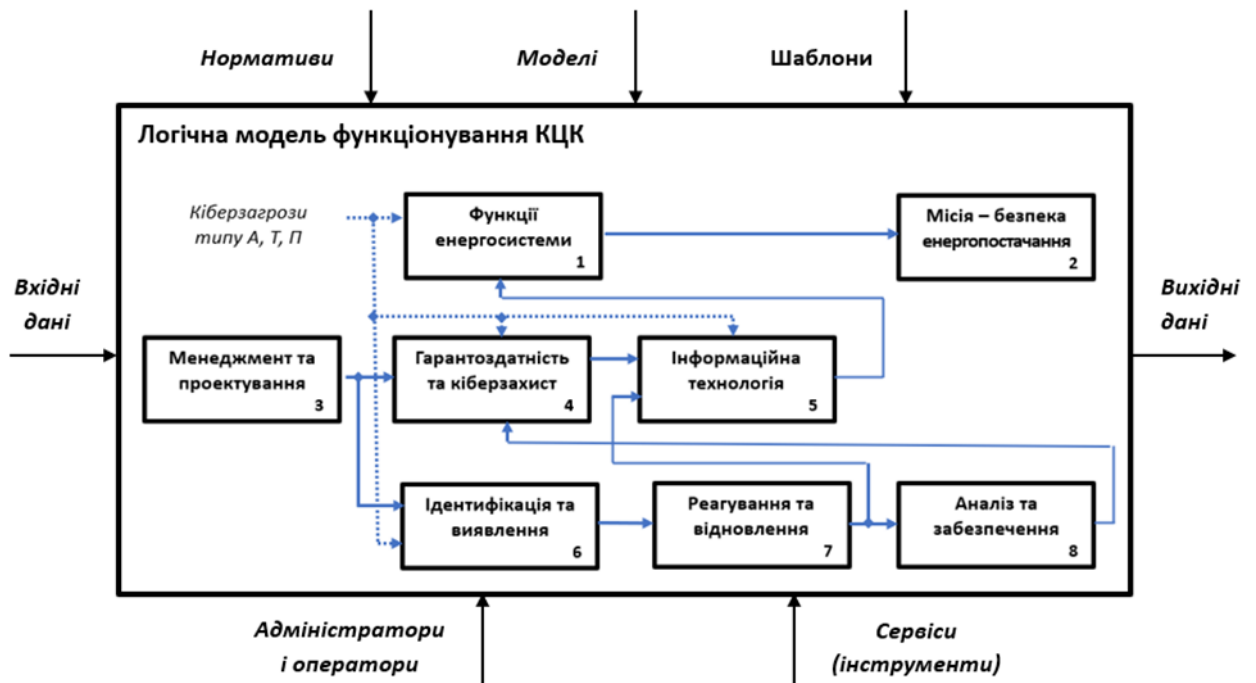 Нормативи
Моделі
Шаблони
Логічна модель функціонування КЦК
Кіберзагрози
типу А, Т, П
Функції
енергосистеми
1
Місія – безпека
енергопостачання
2
Вхідні
дані
Вихідні
дані
Менеджмент та
проектування
3
Гарантоздатність
та кіберзахист
4
Інформаційна
технологія
5
Ідентифікація та
виявлення
6
Реагування та
відновлення
7
Аналіз та
забезпечення
8
Адміністратори
і оператори
Сервіси
(інструменти)